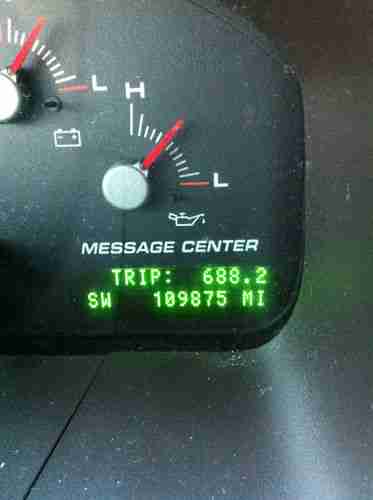 L
H
L
MESSAGE CENTER
TRIP: 688.2
SW 109875 MI